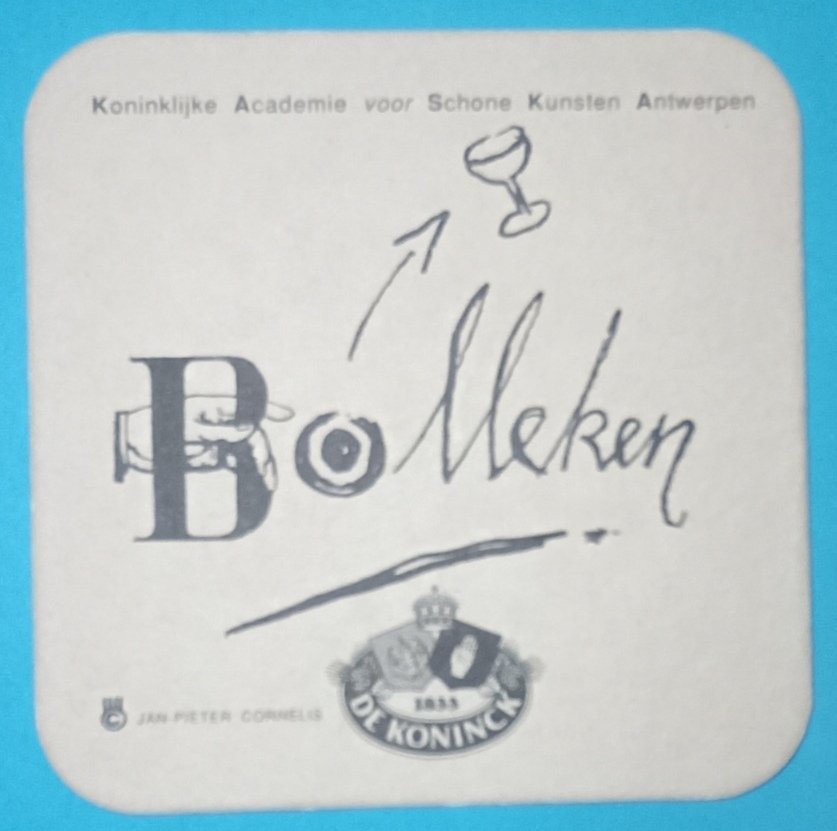 Koninklijke Academie voor Schone Kunsten Antwerpen
Bolleken
1833
DE KONINCK
© JAN PIETER CORNELIS